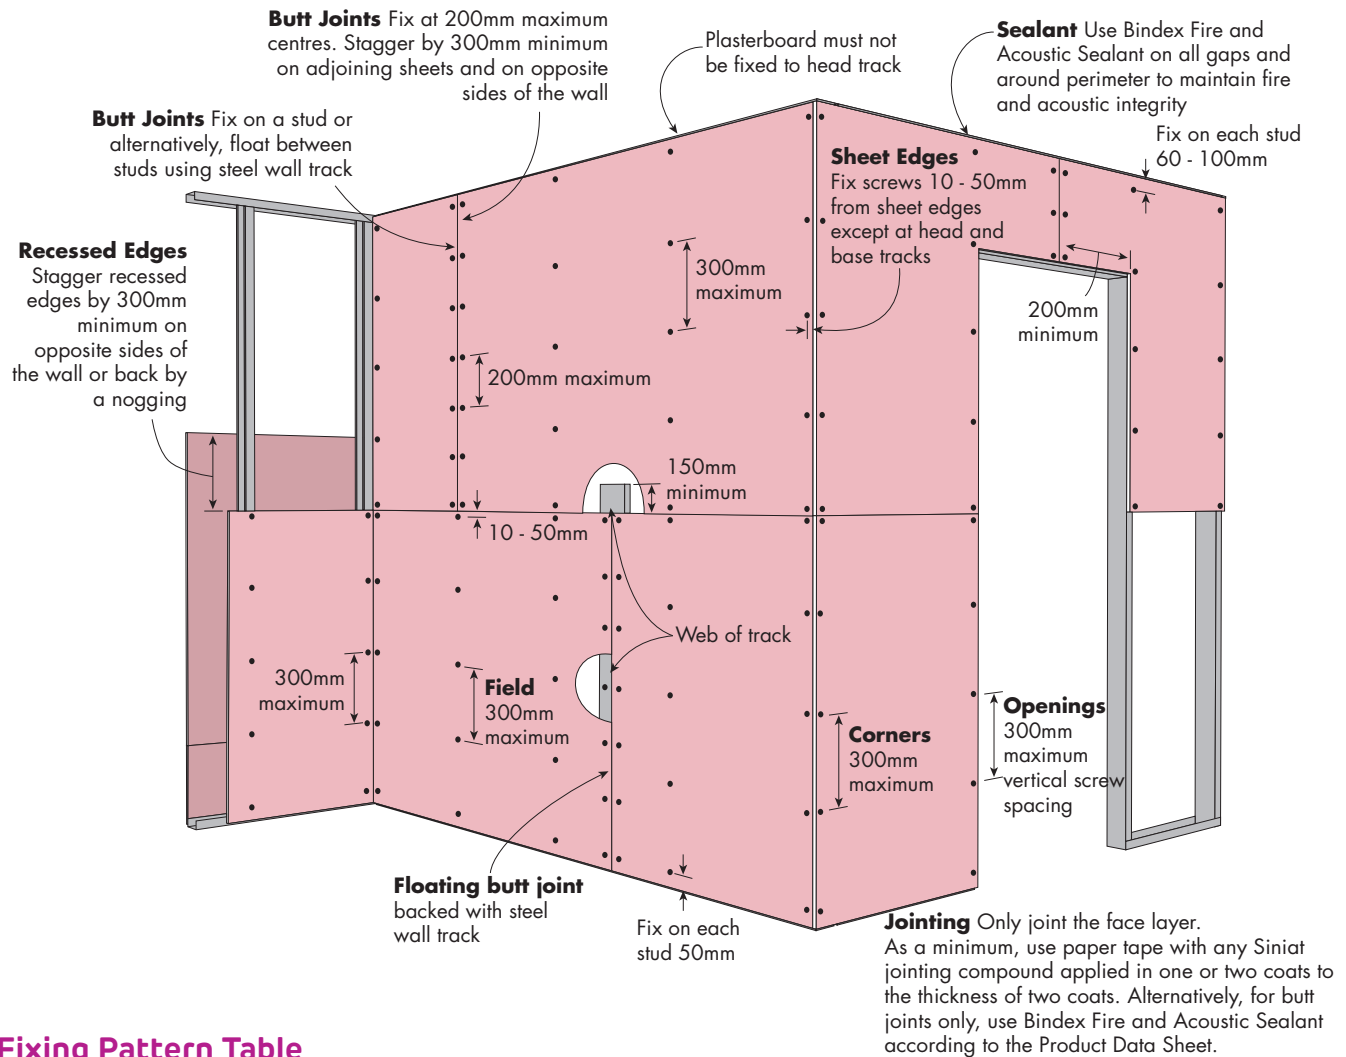 Butt Joints Fix at 200mm maximum
centres. Stagger by 300mm minimum
on adjoining sheets and on opposite
sides of the wall
Plasterboard must not
be fixed to head track
Sealant Use Bindex Fire and
Acoustic Sealant on all gaps and
around perimeter to maintain fire
and acoustic integrity
Butt Joints Fix on a stud or
alternatively, float between
studs using steel wall track
Fix on each stud
60 - 100mm
Sheet Edges
Fix screws 10 - 50mm
from sheet edges
except at head and
base tracks
Recessed Edges
Stagger recessed
edges by 300mm
minimum on
opposite sides of
the wall or back by
a nogging
300mm
maximum
200mm
minimum
200mm maximum
150mm
minimum
10 - 50mm
Web of track
300mm
maximum
Field
300mm
maximum
Corners
300mm
maximum
Openings
300mm
maximum
vertical screw
spacing
Floating butt joint
backed with steel
wall track
Fix on each
stud 50mm
Jointing Only joint the face layer.
As a minimum, use paper tape with any Siniat
jointing compound applied in one or two coats to
the thickness of two coats. Alternatively, for butt
joints only, use Bindex Fire and Acoustic Sealant
according to the Product Data Sheet.
Fixing Pattern Table